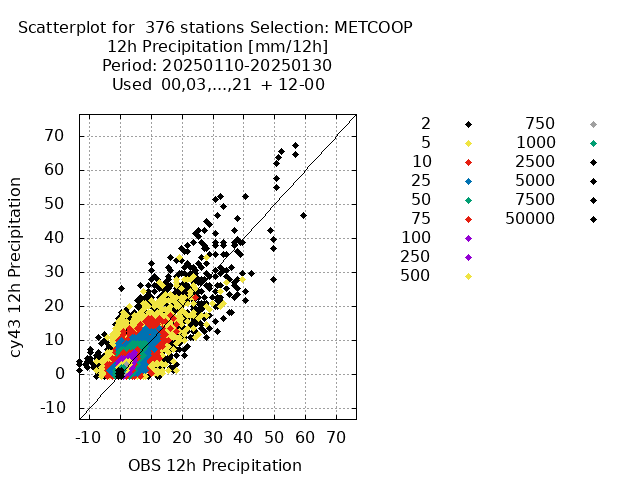 Scatterplot for 376 stations Selection: METCOOP
12h Precipitation [mm/12h]
Period: 20250110-20250130
Used 00,03,...,21 + 12-00
70
60
50
40
30
20
10
0
-10
cy43 12h Precipitation
-10 0 10 20 30 40 50 60 70
OBS 12h Precipitation
2 750
5 1000
10 2500
25 5000
50 7500
75 50000
100
250
500